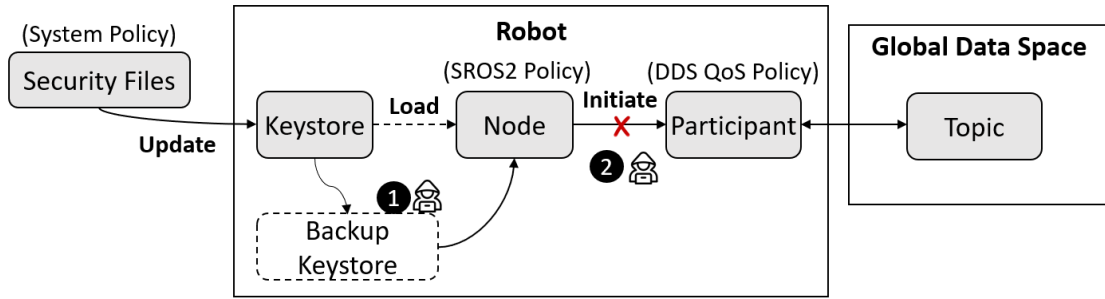 (System Policy)
Security Files
Update
Robot
(SROS2 Policy)
(DDS QoS Policy)
Keystore
Load
Node
Initiate
Participant
1
2
Backup
Keystore
Global Data Space
Topic